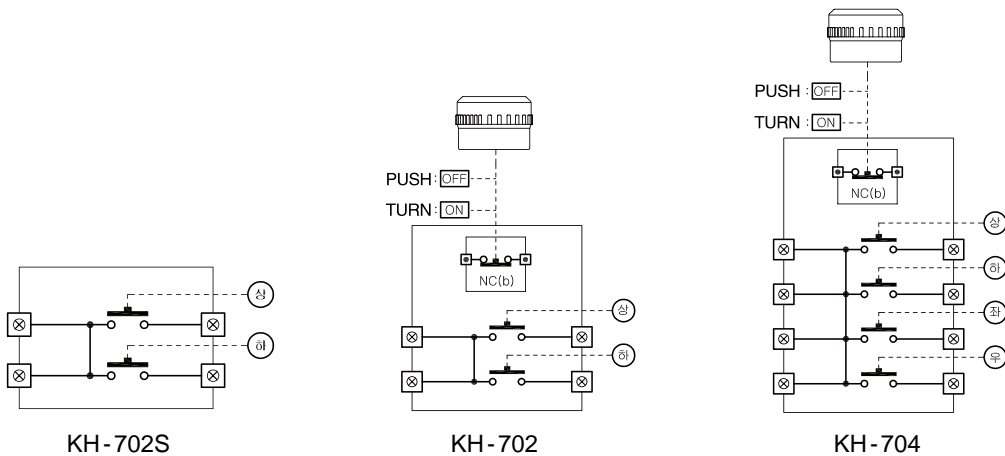 상
하
KH-702S
PUSH : OFF
TURN : ON
NC(b)
상
하
KH-702
PUSH : OFF
TURN : ON
NC(b)
상
하
좌
우
KH-704